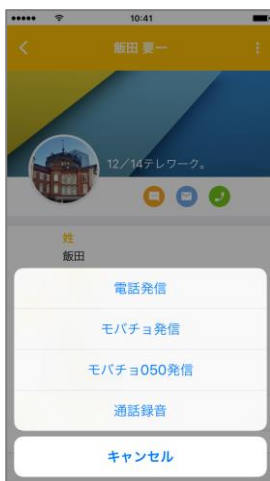 10:41
飯田 要一
12/14テレワーク。
姓
飯田
電話発信
モバチョ発信
モバチョ050発信
通話録音
キャンセル